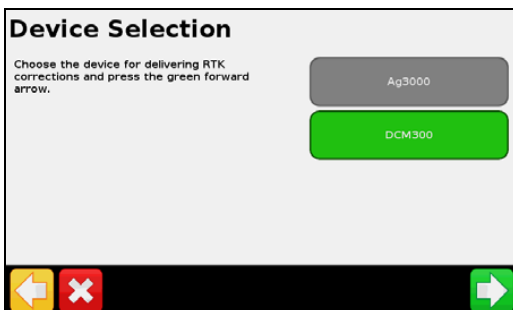 Device Selection
Choose the device for delivering RTK
corrections and press the green forward
arrow.
Ag3000
DCM300